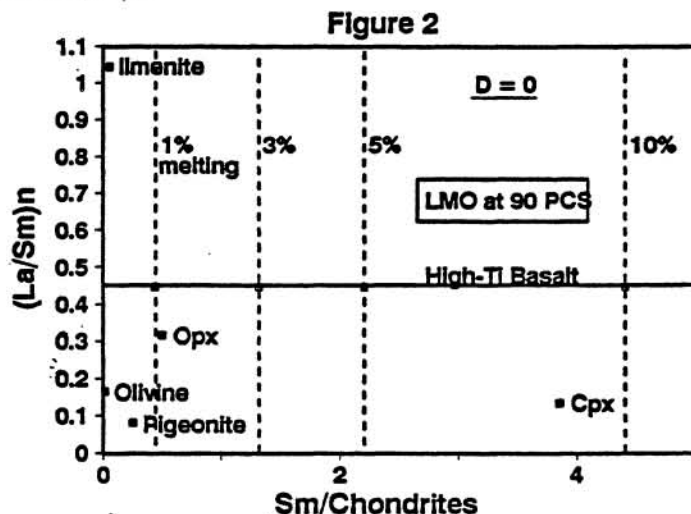 Figure 2
1.1
1
0.9
0.8
0.7
0.6
0.5
0.4
0.3
0.2
0.1
0
(La/Sm)n
Ilmenite
D = 0
1%
melting
3%
5%
10%
LMO at 90 PCS
High-Ti Basalt
Opx
Olivine
Pigeonite
Cpx
0
2
4
Sm/Chondrites